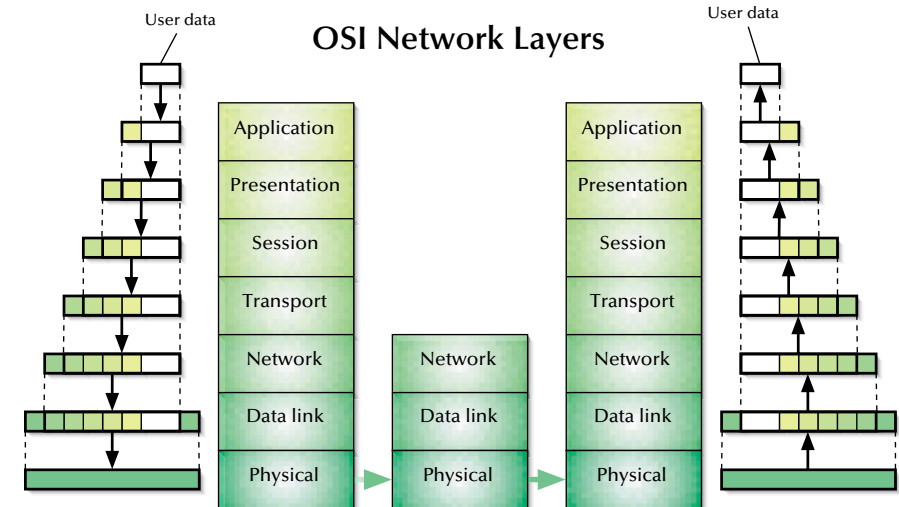 User data
OSI Network Layers
User data
Application
Application
Presentation
Presentation
Session
Session
Transport
Transport
Network
Network
Network
Data link
Data link
Data link
Physical
Physical
Physical